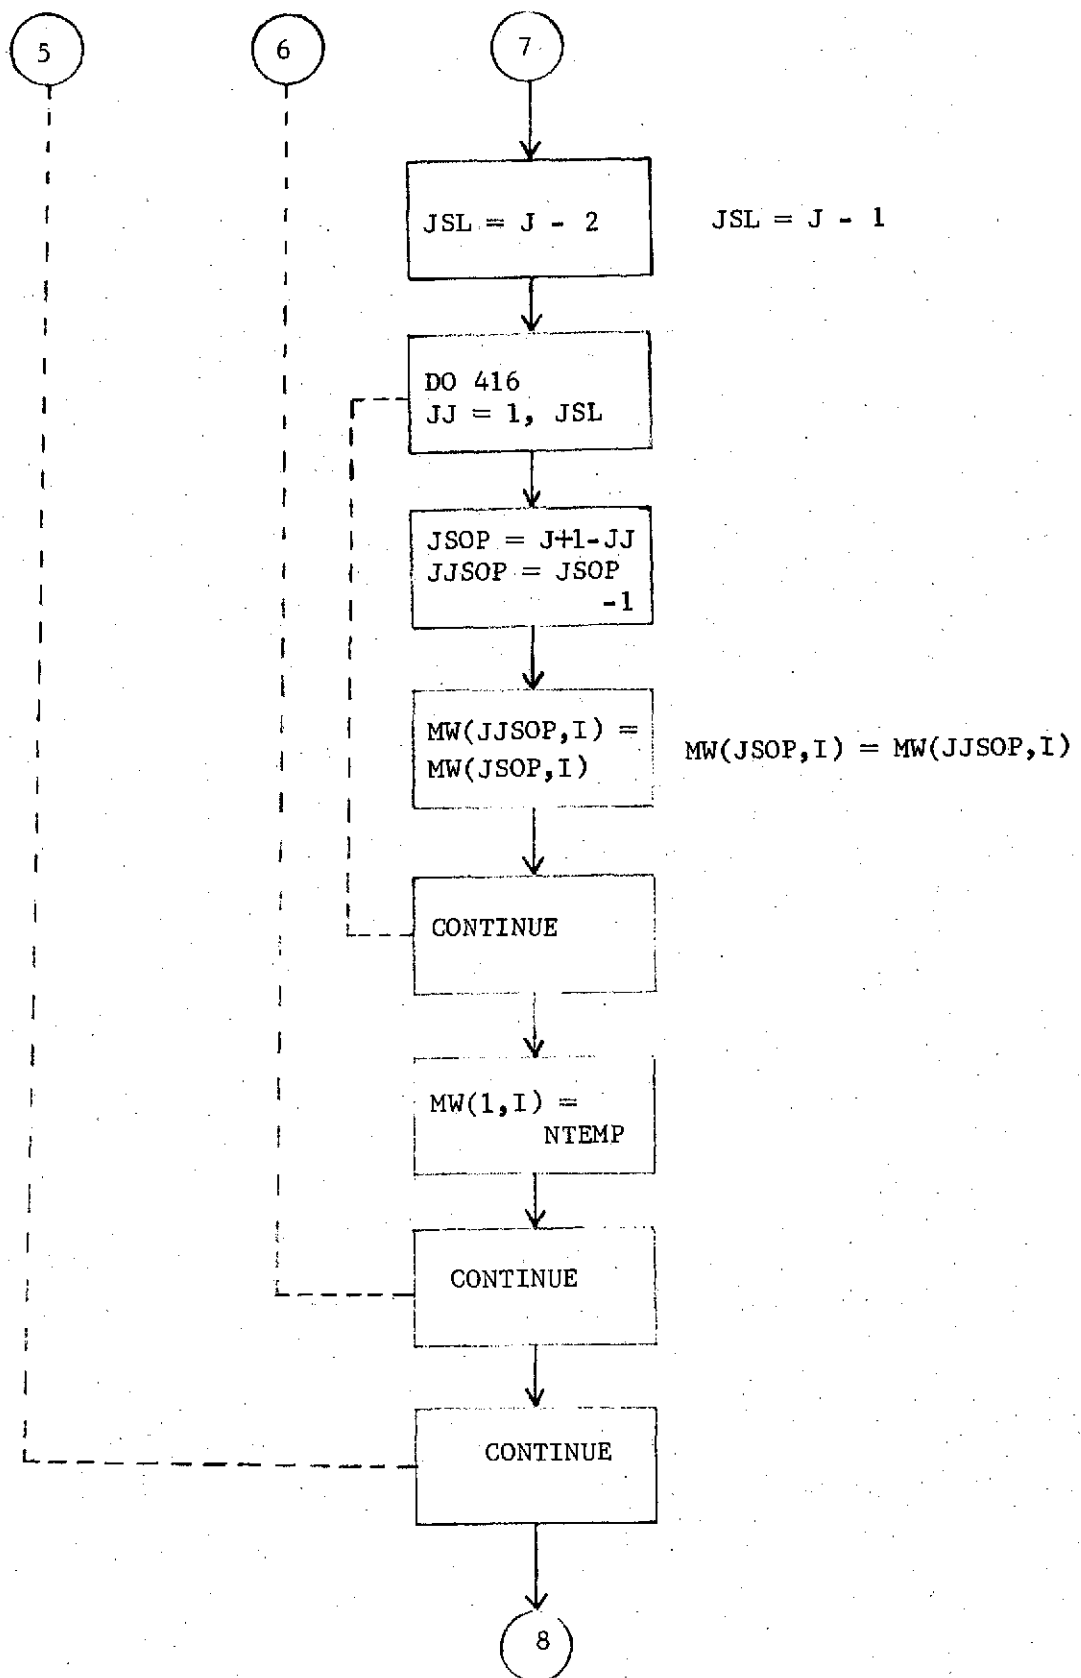 5
6
7
JSL = J - 2
JSL = J - 1
DO 416
JJ = 1, JSL
JSOP = J+1-JJ
JJSOP = JSOP
-1
MW(JJSOP,I) =
MW(JSOP,I)
MW(JSOP,I) = MW(JJSOP,I)
CONTINUE
MW(1,I) =
NTEMP
CONTINUE
CONTINUE
8